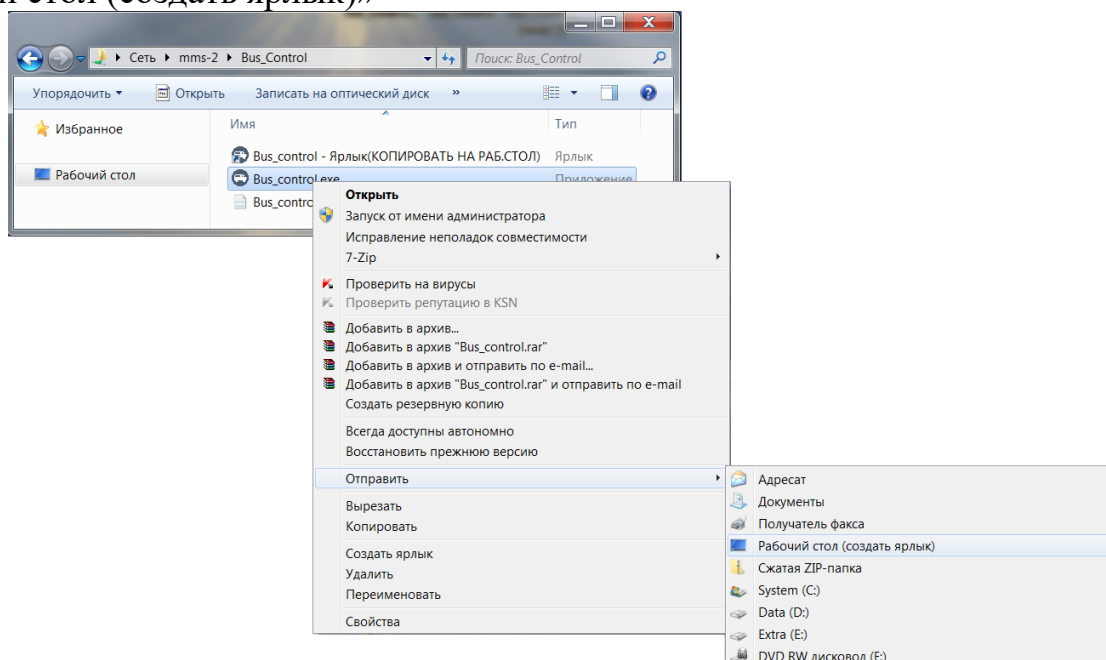 стол (создать ярлык)»
Сеть ▸ mms-2 ▸ Bus_Control
Поиск: Bus_Control
Упорядочить ▾ Открыть Записать на оптический диск »
Избранное
Рабочий стол
Имя Тип
Bus_control - Ярлык(КОПИРОВАТЬ НА РАБ.СТОЛ) Ярлык
Bus_control.exe Приложение
Открыть
Запуск от имени администратора
Исправление неполадок совместимости
7-Zip
Проверить на вирусы
Проверить репутацию в KSN
Добавить в архив...
Добавить в архив "Bus_control.rar"
Добавить в архив и отправить по e-mail...
Добавить в архив "Bus_control.rar" и отправить по e-mail
Создать резервную копию
Всегда доступны автономно
Восстановить прежнюю версию
Отправить
Вырезать
Копировать
Создать ярлык
Удалить
Переименовать
Свойства
Адресат
Документы
Получатель факса
Рабочий стол (создать ярлык)
Сжатая ZIP-папка
System (C:)
Data (D:)
Extra (E:)
DVD RW дисковод (F:)